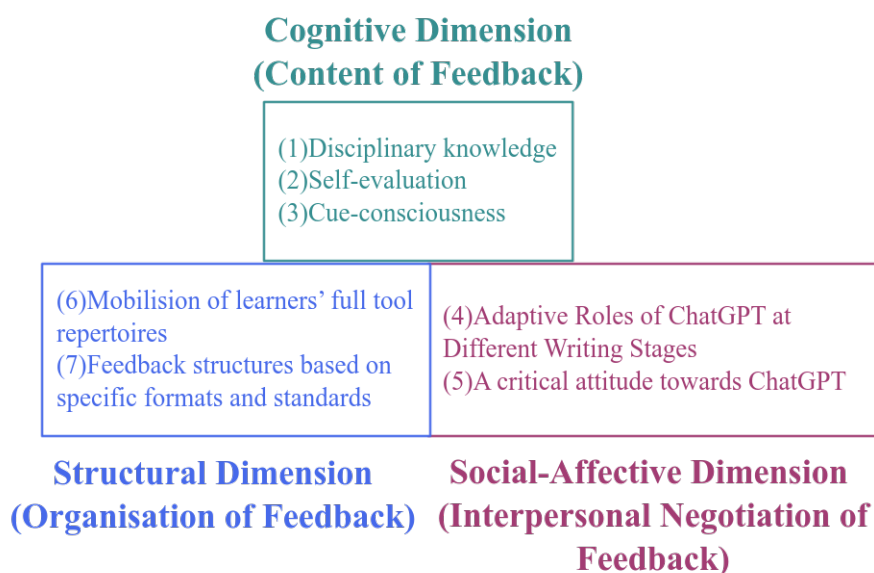 Cognitive Dimension
(Content of Feedback)
(1)Disciplinary knowledge
(2)Self-evaluation
(3)Cue-consciousness
(6)Mobilision of learners' full tool
repertoires
(7)Feedback structures based on
specific formats and standards
(4)Adaptive Roles of ChatGPT at
Different Writing Stages
(5)A critical attitude towards ChatGPT
Structural Dimension
(Organisation of Feedback)
Social-Affective Dimension
(Interpersonal Negotiation of
Feedback)